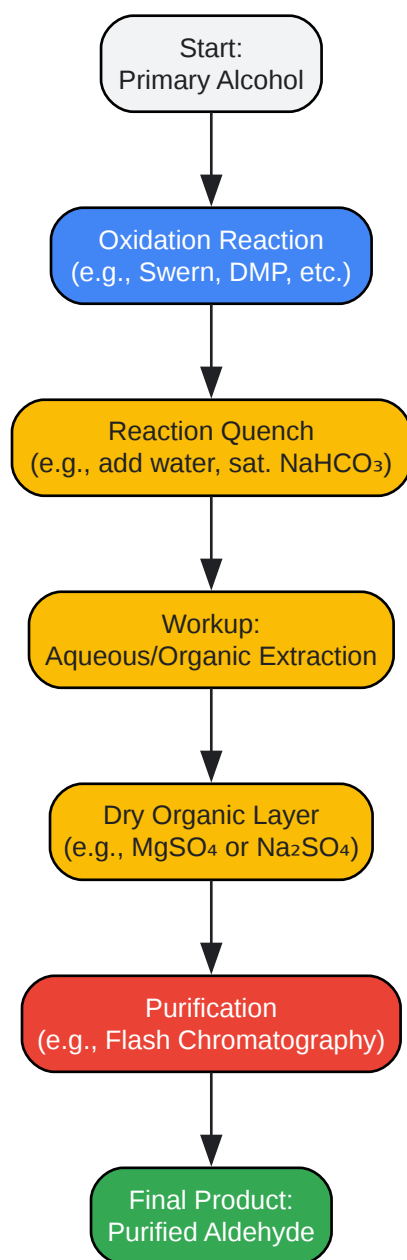 Start:
Primary Alcohol
Oxidation Reaction
(e.g., Swern, DMP, etc.)
Reaction Quench
(e.g., add water, sat. NaHCO₃)
Workup:
Aqueous/Organic Extraction
Dry Organic Layer
(e.g., MgSO₄ or Na₂SO₄)
Purification
(e.g., Flash Chromatography)
Final Product:
Purified Aldehyde